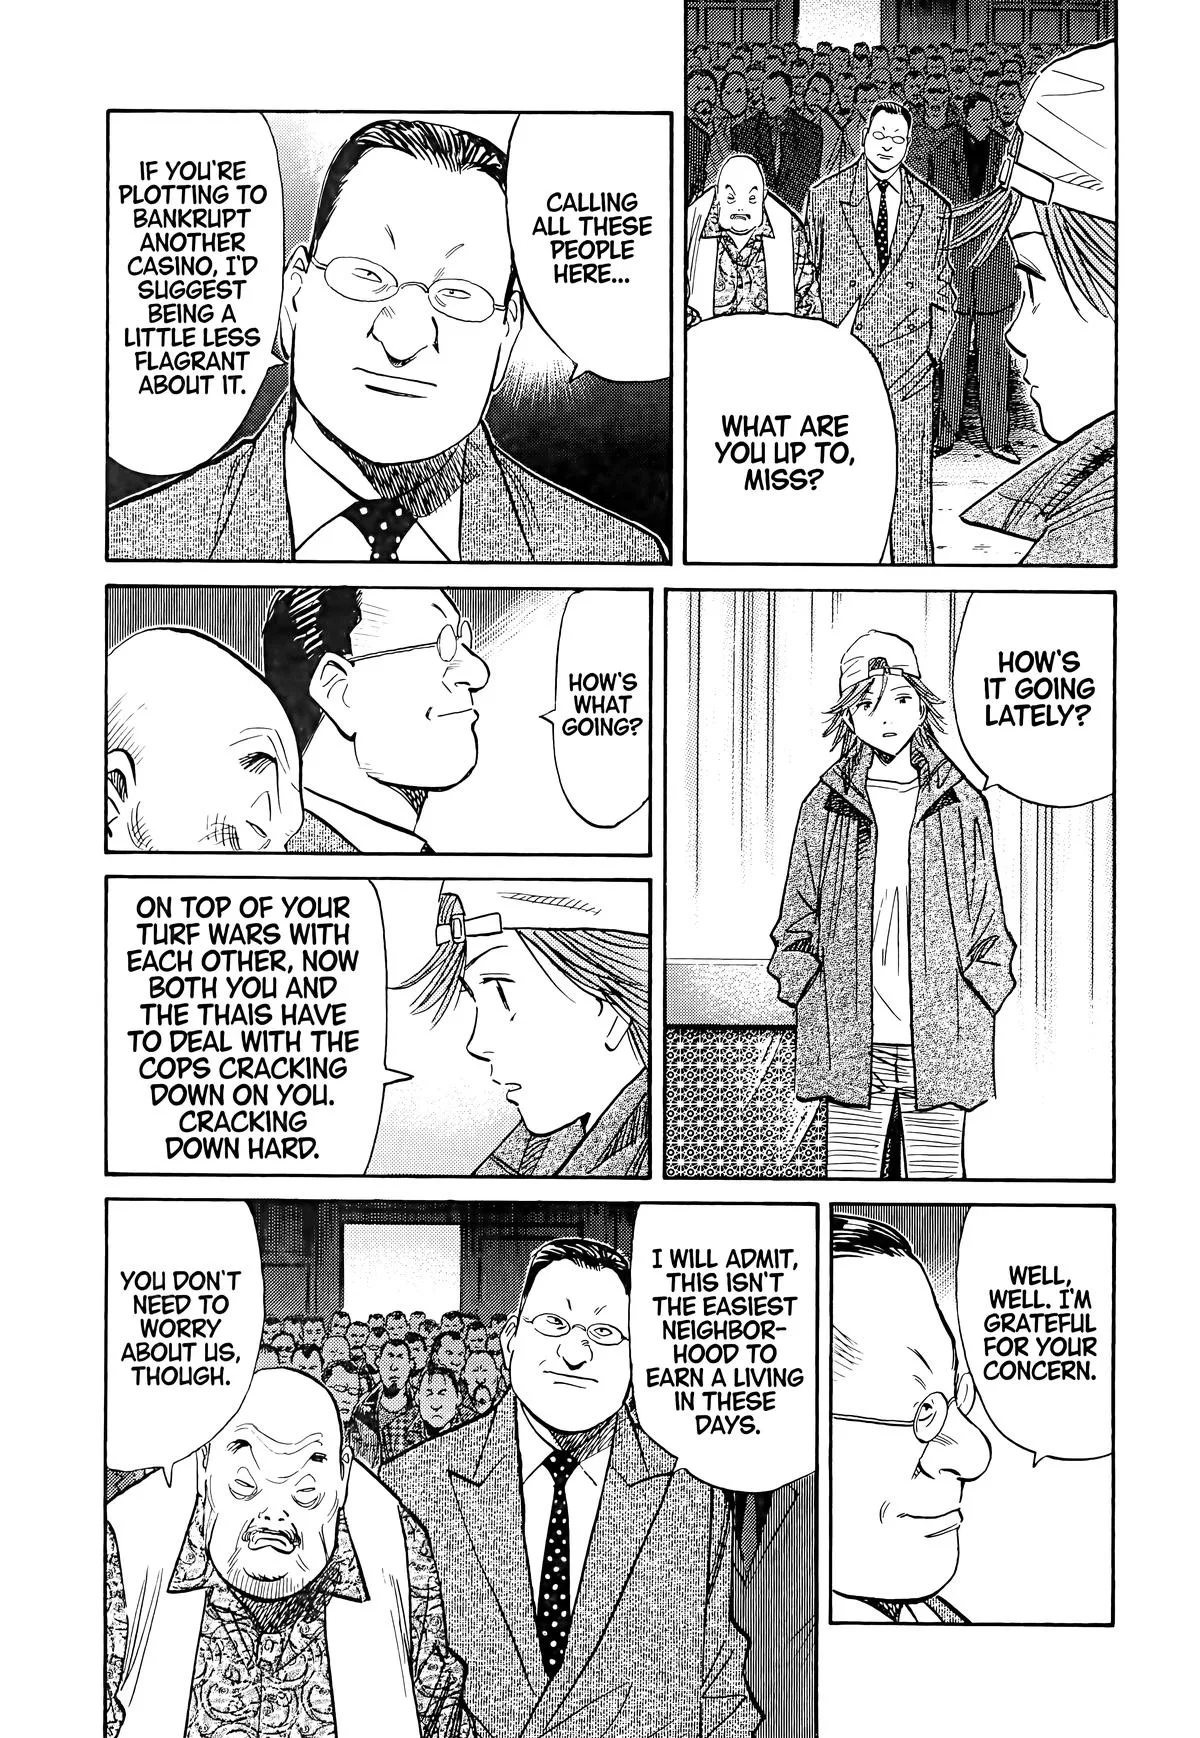 WHAT ARE
YOU UP TO,
MISS?
CALLING
ALL THESE
PEOPLE
HERE...
IF YOU'RE
PLOTTING TO
BANKRUPT
ANOTHER
CASINO, I'D
SUGGEST
BEING A
LITTLE LESS
FLAGRANT
ABOUT IT.
HOW'S
IT GOING
LATELY?
HOW'S
WHAT
GOING?
ON TOP OF YOUR
TURF WARS WITH
EACH OTHER, NOW
BOTH YOU AND
THE THAIS HAVE
TO DEAL WITH THE
COPS CRACKING
DOWN ON YOU.
CRACKING
DOWN HARD.
WELL,
WELL. I'M
GRATEFUL
FOR YOUR
CONCERN.
I WILL ADMIT,
THIS ISN'T
THE EASIEST
NEIGHBOR-
HOOD TO
EARN A LIVING
IN THESE
DAYS.
YOU DON'T
NEED TO
WORRY
ABOUT US,
THOUGH.